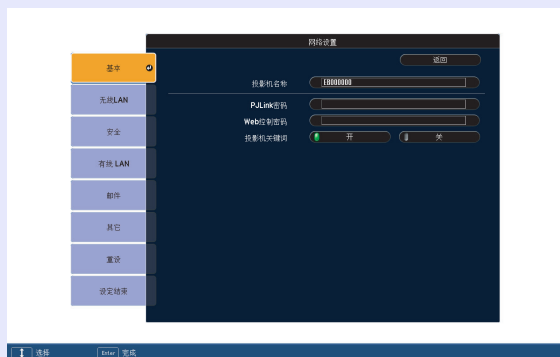 网络设置
返回
基本
投影机名称 EB000000
无线LAN
PJLink密码
Web控制密码
安全
投影机关键词 开 关
有线 LAN
邮件
其它
重设
设定结束
选择 Enter 完成